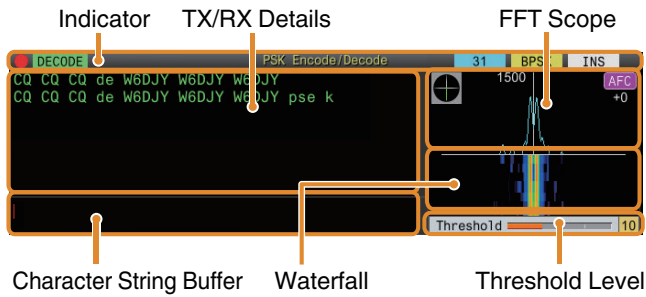 Indicator TX/RX Details FFT Scope
DECODE PSK Encode/Decode 31 BPSK INS
CQ CQ CQ de W6DJY W6DJY W6DJY
CQ CQ CQ de W6DJY W6DJY W6DJY pse k
1500 AFC
+0
Threshold 10
Character String Buffer Waterfall Threshold Level